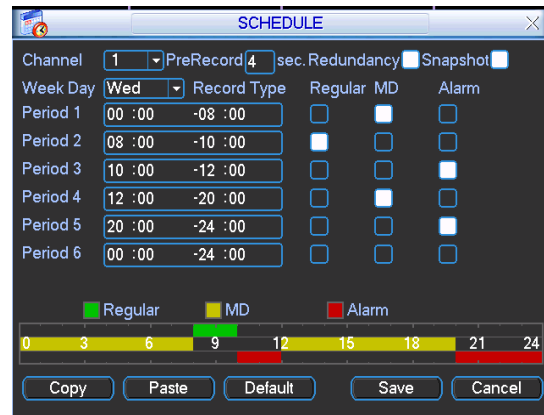 SCHEDULE
Channel 1 PreRecord 4 sec. Redundancy Snapshot
Week Day Wed Record Type Regular MD Alarm
Period 1 00 :00 -08 :00
Period 2 08 :00 -10 :00
Period 3 10 :00 -12 :00
Period 4 12 :00 -20 :00
Period 5 20 :00 -24 :00
Period 6 00 :00 -24 :00
Regular MD Alarm
0 3 6 9 12 15 18 21 24
Copy Paste Default Save Cancel